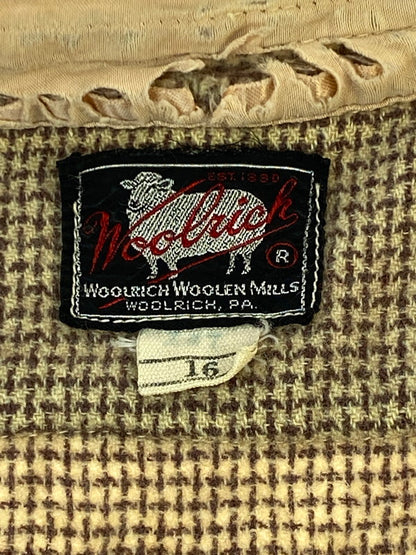 EST. 1830
Woolrich
R
WOOLRICH WOOLEN MILLS
WOOLRICH, PA.
16